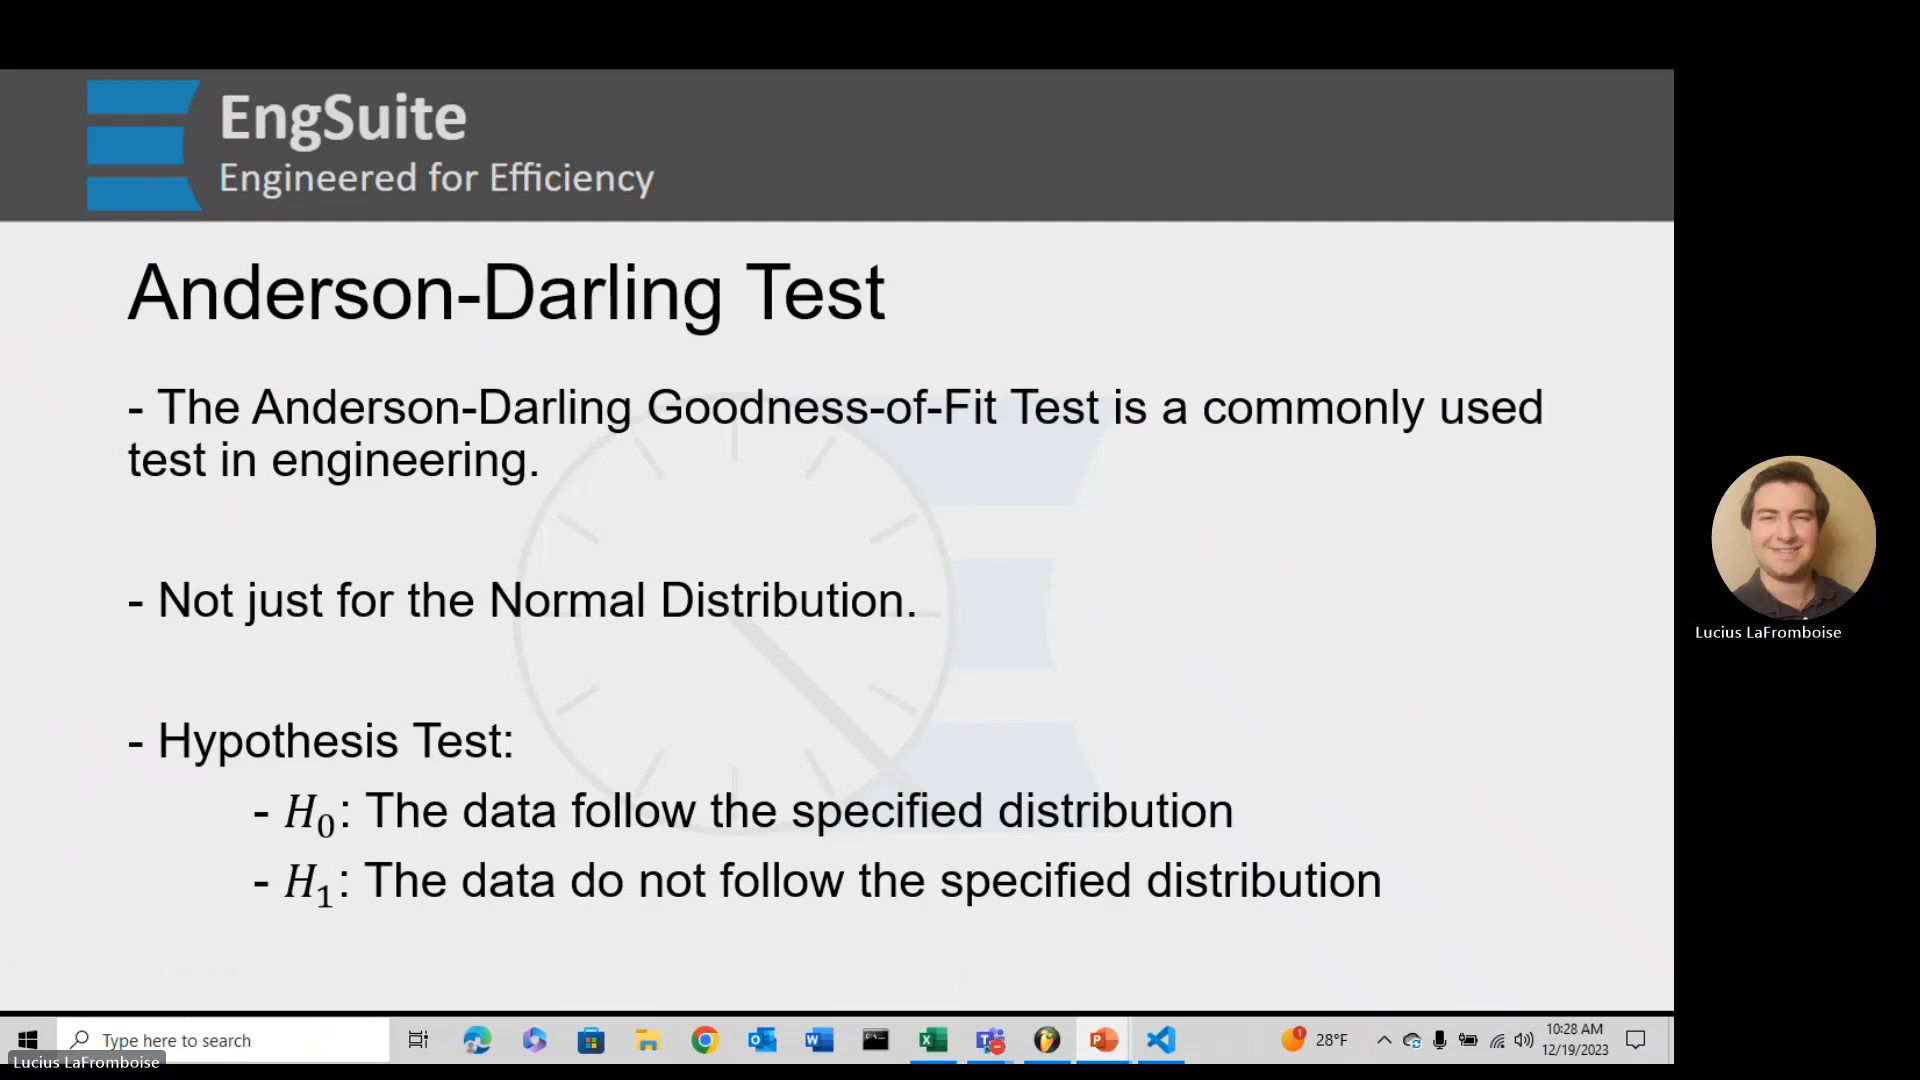 EngSuite
Engineered for Efficiency
Anderson-Darling Test
- The Anderson-Darling Goodness-of-Fit Test is a commonly used
test in engineering.
- Not just for the Normal Distribution.
- Hypothesis Test:
- H₀: The data follow the specified distribution
- H₁: The data do not follow the specified distribution
Lucius LaFromboise
Type here to search
28°F
10:28 AM
12/19/2023
Lucius LaFromboise